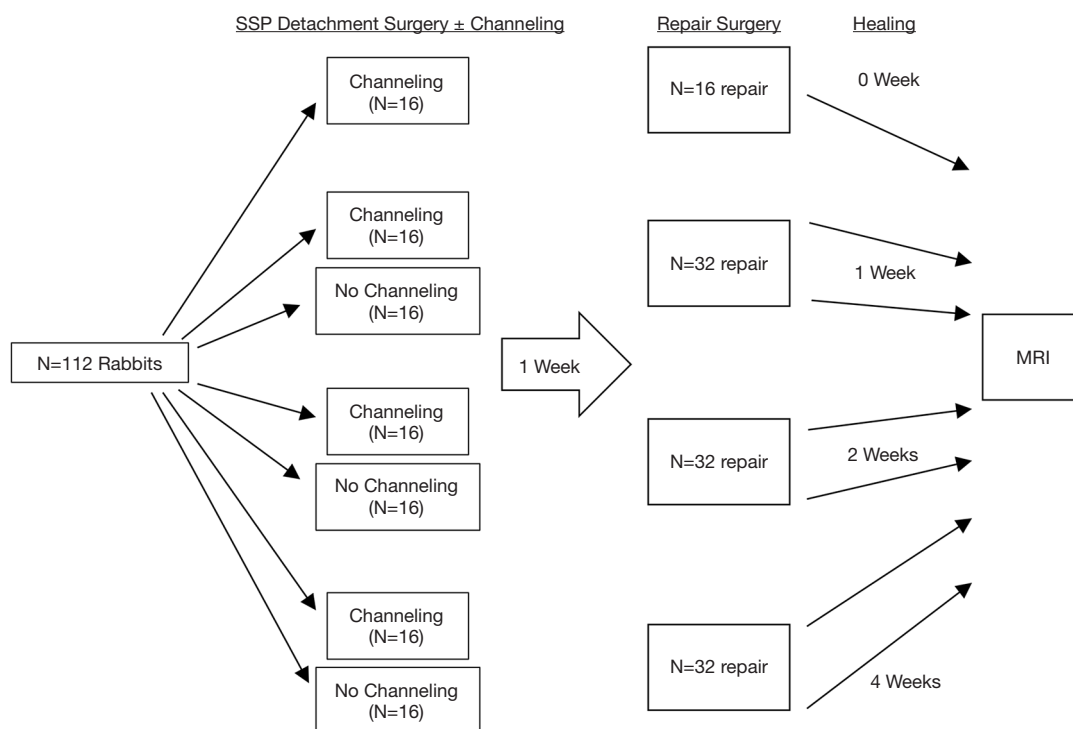 SSP Detachment Surgery ± Channeling
Repair Surgery
Healing
Channeling
(N=16)
N=16 repair
0 Week
Channeling
(N=16)
No Channeling
(N=16)
N=32 repair
1 Week
N=112 Rabbits
1 Week
MRI
Channeling
(N=16)
No Channeling
(N=16)
N=32 repair
2 Weeks
Channeling
(N=16)
No Channeling
(N=16)
N=32 repair
4 Weeks